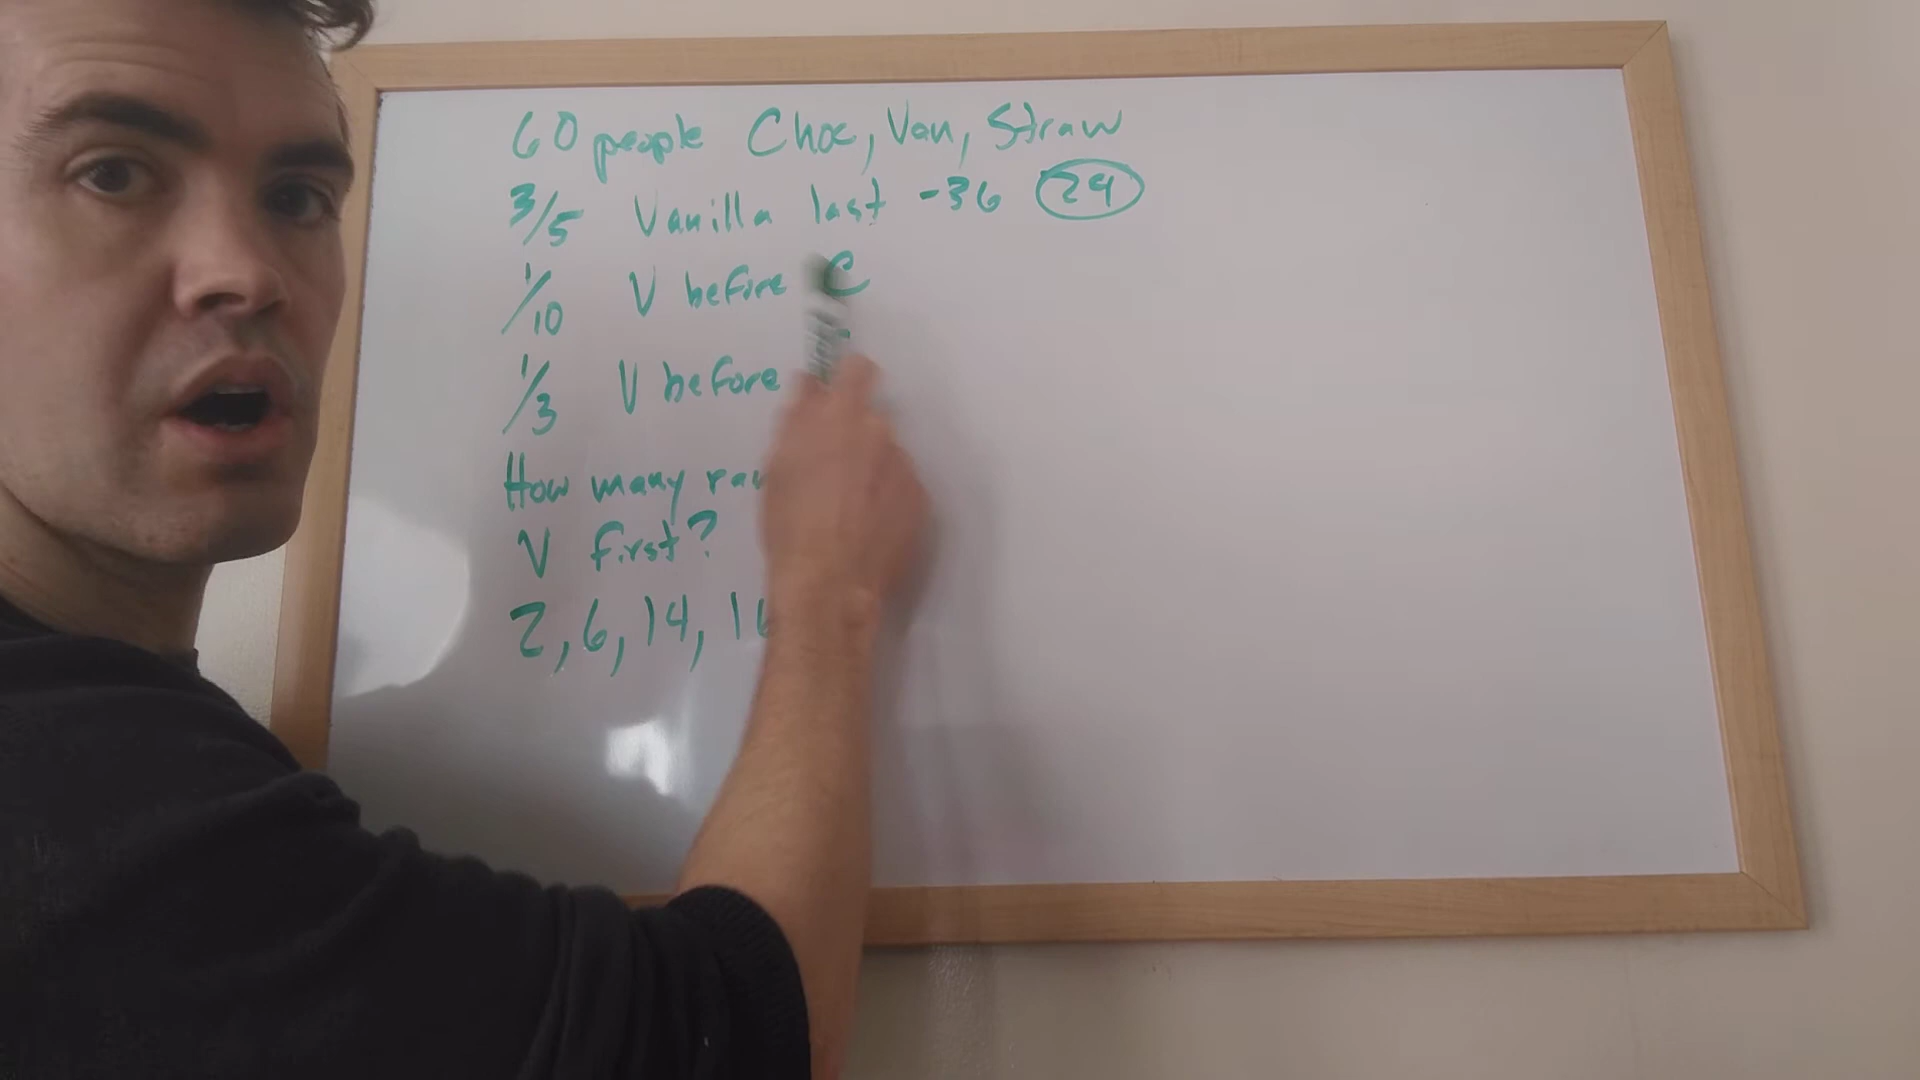 60 people Choc, Van, Straw
3/5 Vanilla last -36 24
1/10 V before C
1/3 V before
How many
V first?
2, 6, 14, 16